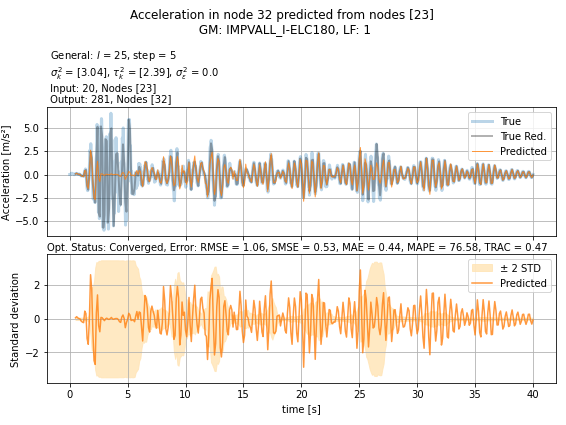 Acceleration in node 32 predicted from nodes [23]
GM: IMPVALL_I-ELC180, LF: 1
General: l = 25, step = 5
σ²ₖ = [3.04], τ²ₖ = [2.39], σ²ε = 0.0
Input: 20, Nodes [23]
Output: 281, Nodes [32]
Acceleration [m/s²]
5.0
2.5
0.0
−2.5
−5.0
True
True Red.
Predicted
Opt. Status: Converged, Error: RMSE = 1.06, SMSE = 0.53, MAE = 0.44, MAPE = 76.58, TRAC = 0.47
Standard deviation
2
0
−2
± 2 STD
Predicted
0 5 10 15 20 25 30 35 40
time [s]